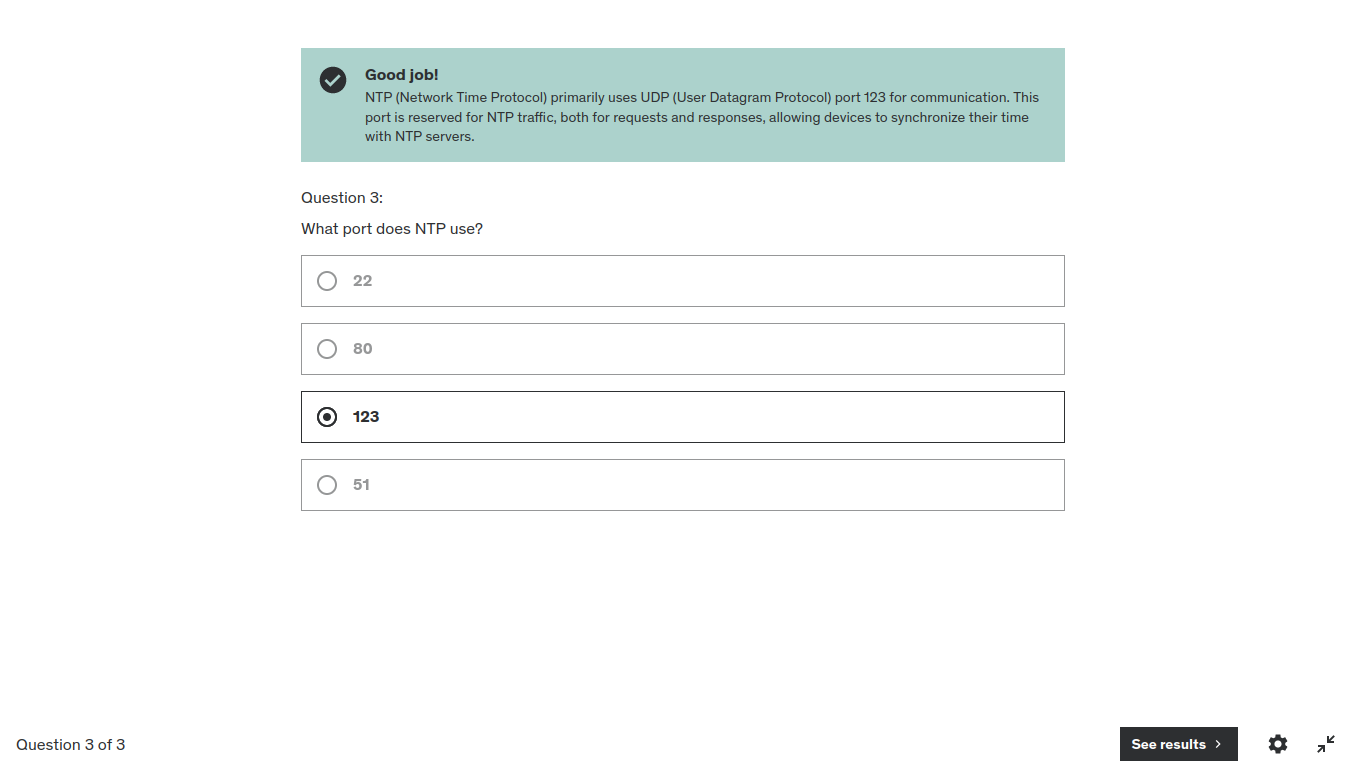 Good job!
NTP (Network Time Protocol) primarily uses UDP (User Datagram Protocol) port 123 for communication. This
port is reserved for NTP traffic, both for requests and responses, allowing devices to synchronize their time
with NTP servers.
Question 3:
What port does NTP use?
22
80
123
51
Question 3 of 3
See results